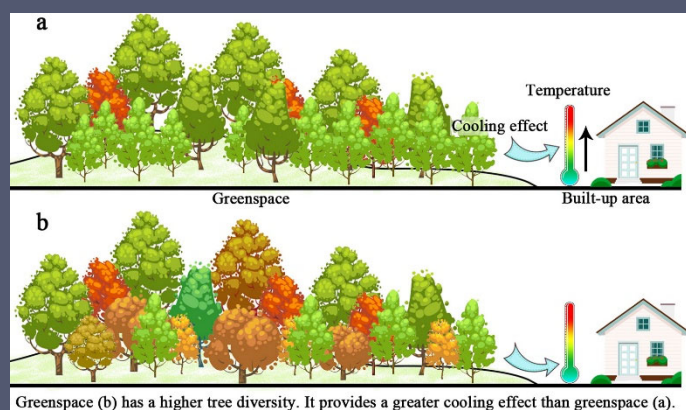 a
Temperature
Cooling effect
Greenspace
Built-up area
b
Greenspace (b) has a higher tree diversity. It provides a greater cooling effect than greenspace (a).